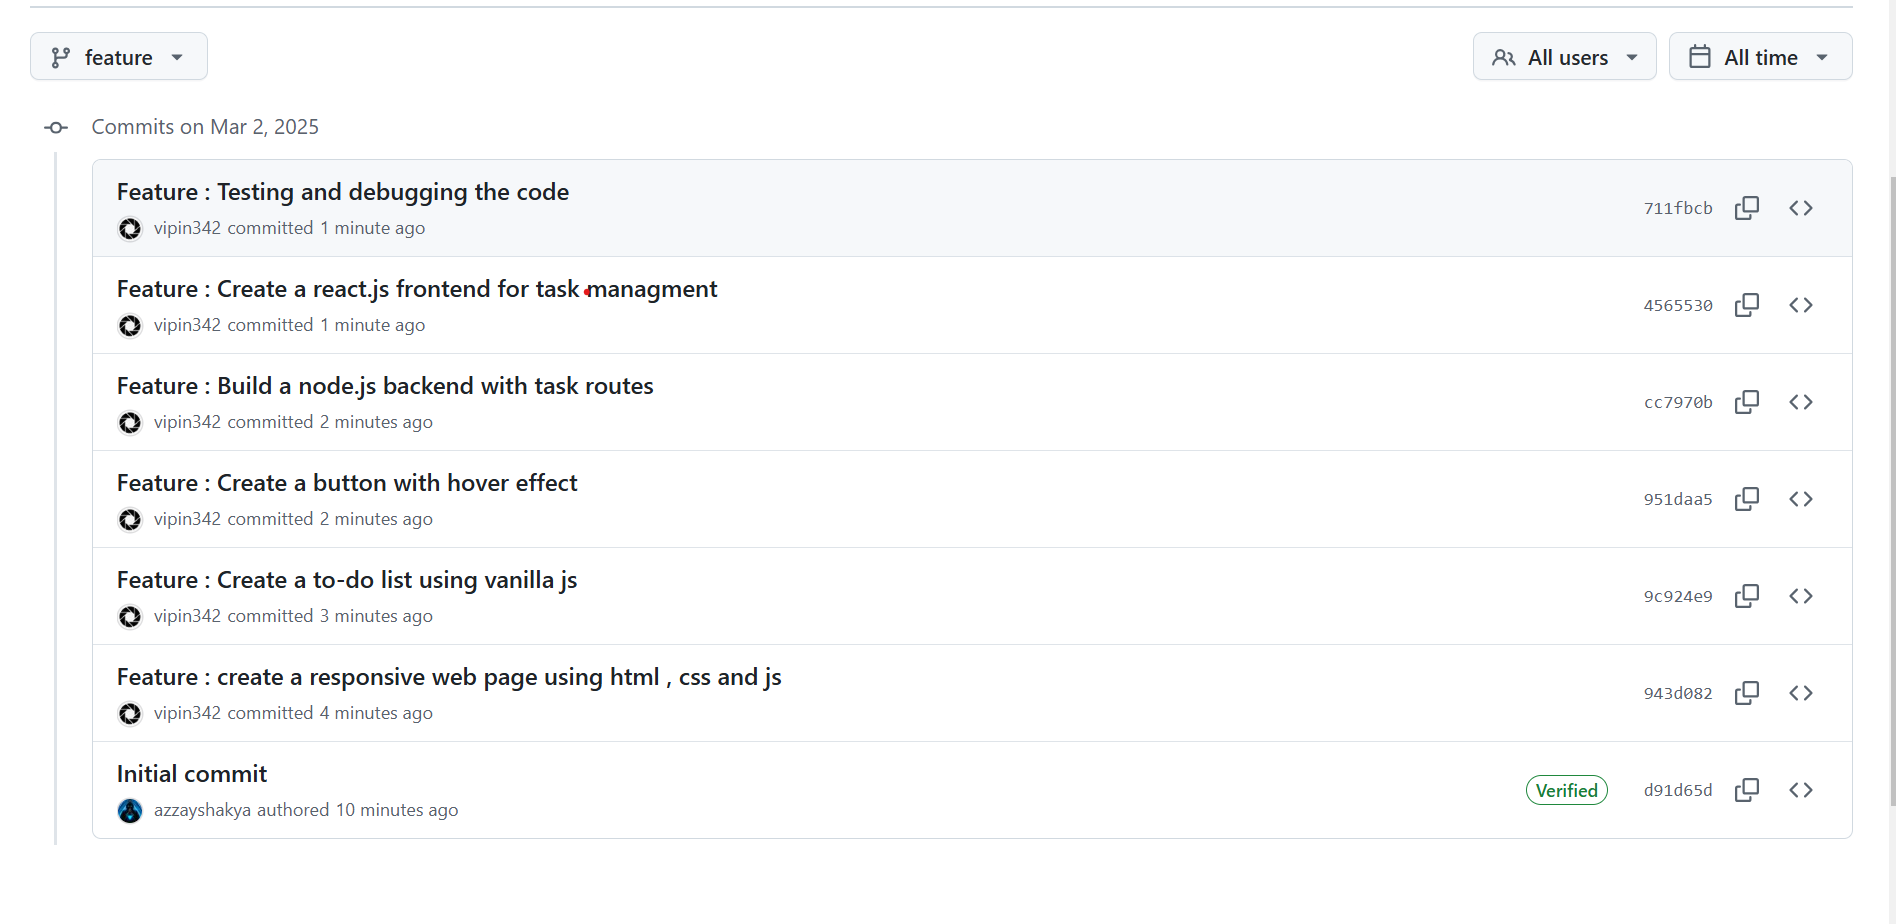 feature
All users
All time
Commits on Mar 2, 2025
Feature : Testing and debugging the code
711fbcb
vipin342 committed 1 minute ago
Feature : Create a react.js frontend for task managment
4565530
vipin342 committed 1 minute ago
Feature : Build a node.js backend with task routes
cc7970b
vipin342 committed 2 minutes ago
Feature : Create a button with hover effect
951daa5
vipin342 committed 2 minutes ago
Feature : Create a to-do list using vanilla js
9c924e9
vipin342 committed 3 minutes ago
Feature : create a responsive web page using html , css and js
943d082
vipin342 committed 4 minutes ago
Initial commit
Verified
d91d65d
azzayshakya authored 10 minutes ago